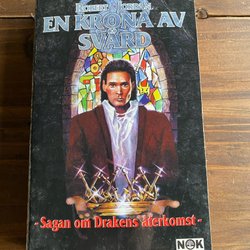 ROBERT JORDAN
EN KRONA AV
SVÄRD
- Sagan om Drakens återkomst -
NOK